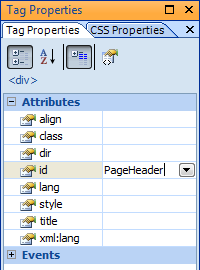 Tag Properties
Tag Properties CSS Properties
<div>
Attributes
align
class
dir
id PageHeader
lang
style
title
xml:lang
Events